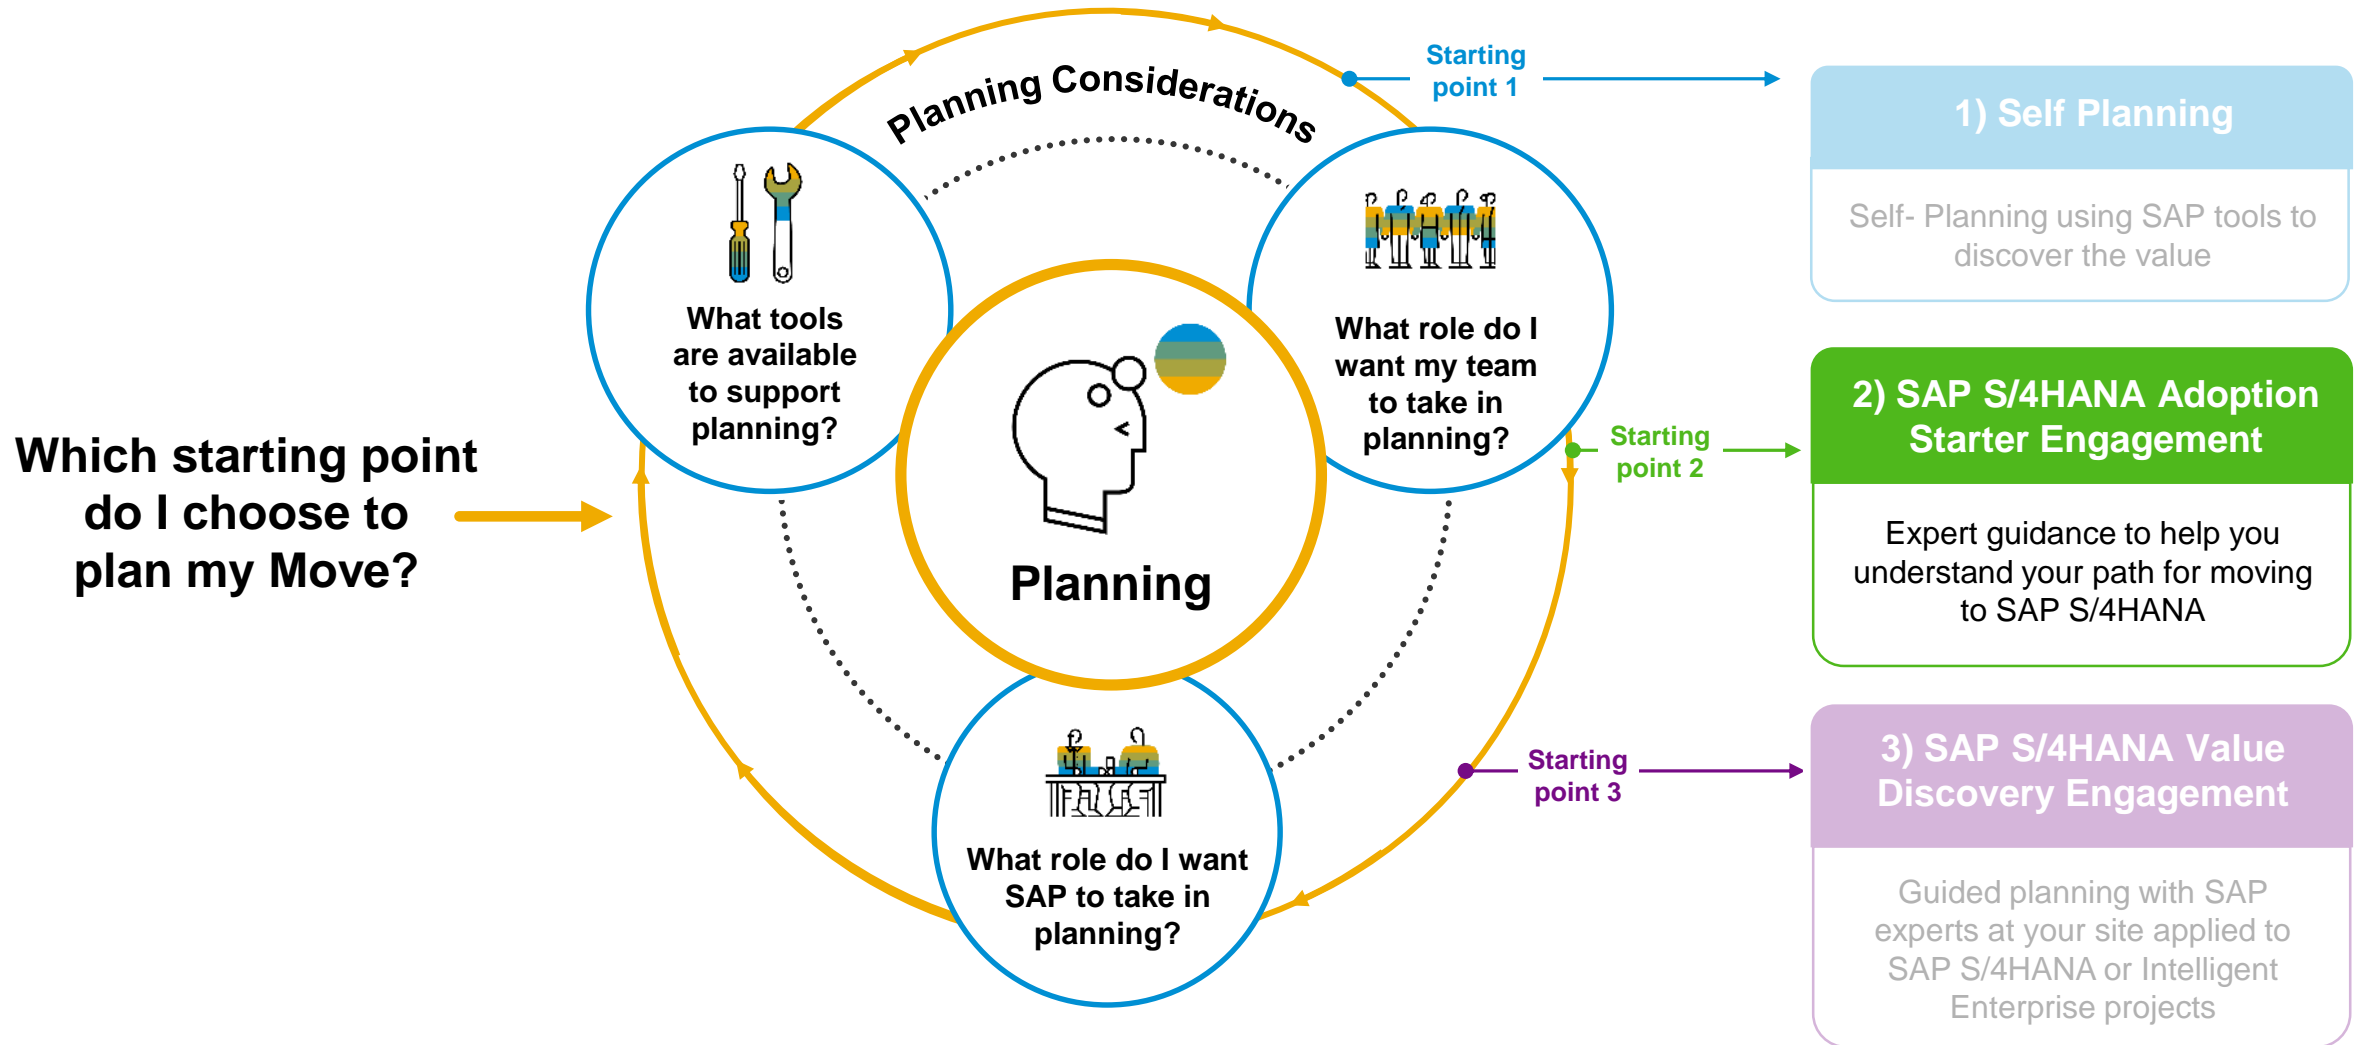 Which starting point
do I choose to
plan my Move?
Planning Considerations
What tools
are available
to support
planning?
What role do I
want my team
to take in
planning?
Planning
What role do I want
SAP to take in
planning?
Starting
point 1
1) Self Planning
Self- Planning using SAP tools to
discover the value
Starting
point 2
2) SAP S/4HANA Adoption
Starter Engagement
Expert guidance to help you
understand your path for moving
to SAP S/4HANA
Starting
point 3
3) SAP S/4HANA Value
Discovery Engagement
Guided planning with SAP
experts at your site applied to
SAP S/4HANA or Intelligent
Enterprise projects